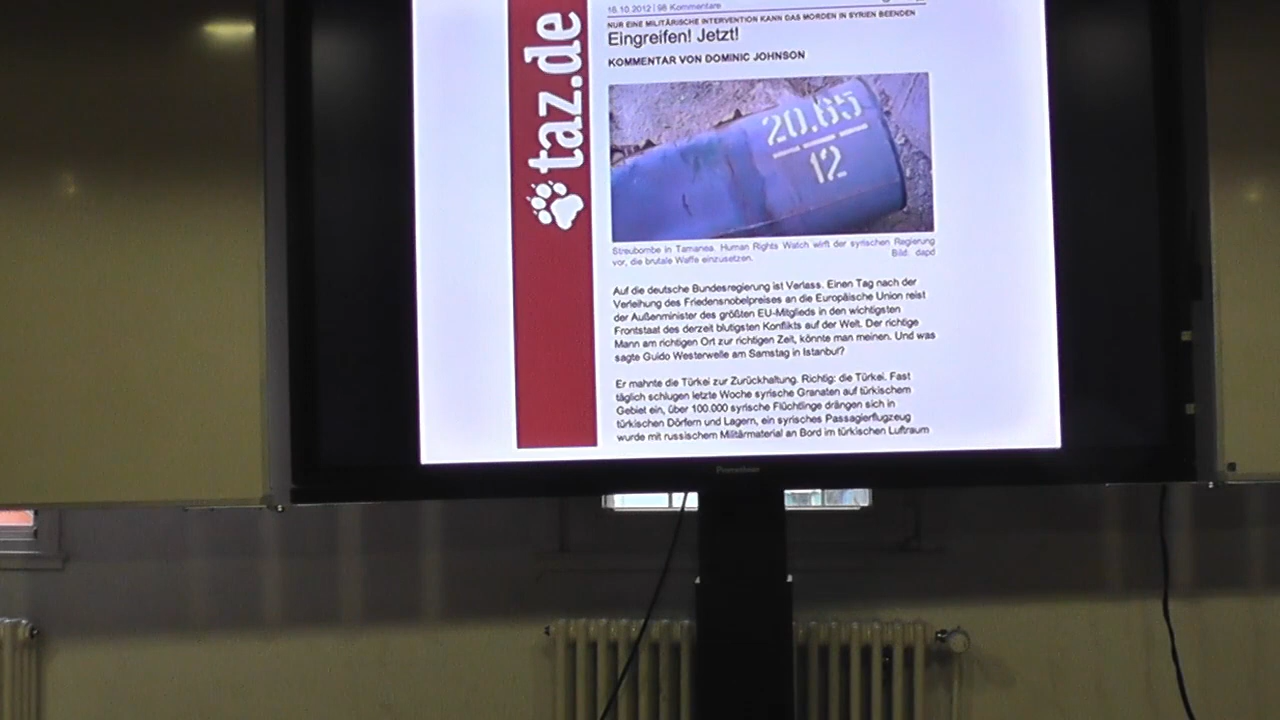 taz.de
16.10.2012 | 98 Kommentare
NUR EINE MILITÄRISCHE INTERVENTION KANN DAS MORDEN IN SYRIEN BEENDEN
Eingreifen! Jetzt!
KOMMENTAR VON DOMINIC JOHNSON
20.65
12
Streubombe in Tamanea. Human Rights Watch wirft der syrischen Regierung
vor, die brutale Waffe einzusetzen. Bild: dapd
Auf die deutsche Bundesregierung ist Verlass. Einen Tag nach der
Verleihung des Friedensnobelpreises an die Europäische Union reist
der Außenminister des größten EU-Mitglieds in den wichtigsten
Frontstaat des derzeit blutigsten Konflikts auf der Welt. Der richtige
Mann am richtigen Ort zur richtigen Zeit, könnte man meinen. Und was
sagte Guido Westerwelle am Samstag in Istanbul?
Er mahnte die Türkei zur Zurückhaltung. Richtig: die Türkei. Fast
täglich schlugen letzte Woche syrische Granaten auf türkischem
Gebiet ein, über 100.000 syrische Flüchtlinge drängen sich in
türkischen Dörfern und Lagern, ein syrisches Passagierflugzeug
wurde mit russischem Militärmaterial an Bord im türkischen Luftraum
Promethean